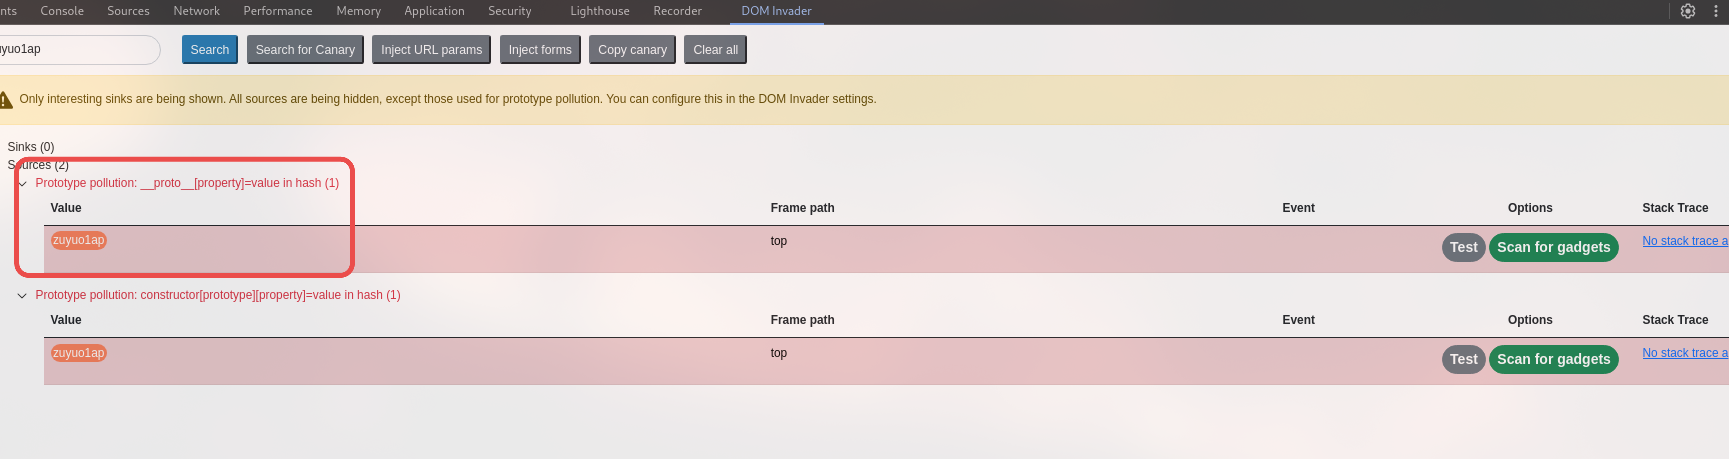 nts Console Sources Network Performance Memory Application Security Lighthouse Recorder DOM Invader
uyuo1ap Search Search for Canary Inject URL params Inject forms Copy canary Clear all
Only interesting sinks are being shown. All sources are being hidden, except those used for prototype pollution. You can configure this in the DOM Invader settings.
Sinks (0)
Sources (2)
Prototype pollution: __proto__[property]=value in hash (1)
Value Frame path Event Options Stack Trace
zuyuo1ap top Test Scan for gadgets No stack trace a
Prototype pollution: constructor[prototype][property]=value in hash (1)
Value Frame path Event Options Stack Trace
zuyuo1ap top Test Scan for gadgets No stack trace a